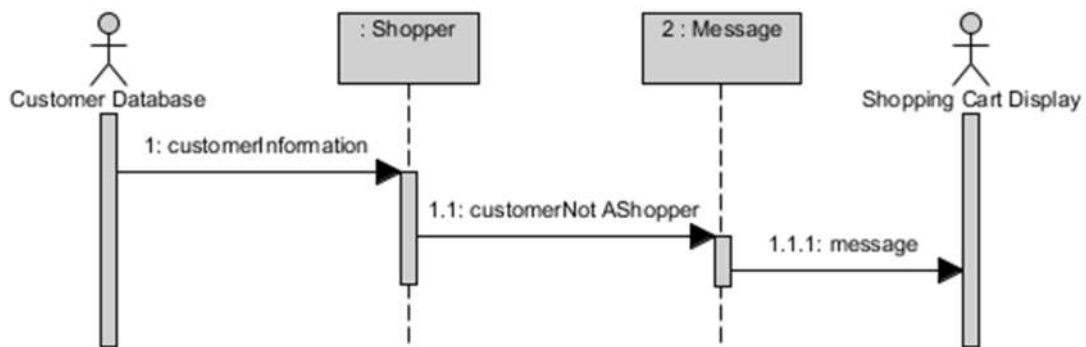 : Shopper
2 : Message
Customer Database
Shopping Cart Display
1: customerInformation
1.1: customerNot AShopper
1.1.1: message